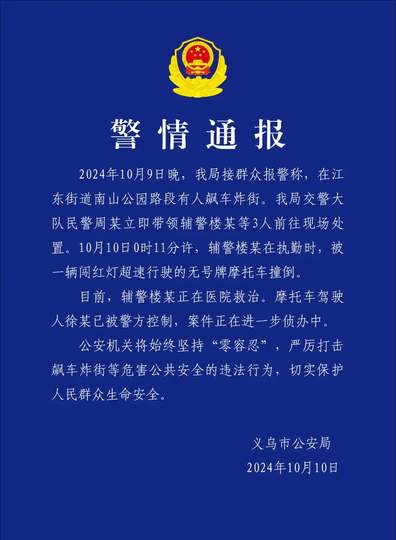 警情通报
2024年10月9日晚，我局接群众报警称，在江
东街道南山公园路段有人飙车炸街。我局交警大
队民警周某立即带领辅警楼某等3人前往现场处
置。10月10日0时11分许，辅警楼某在执勤时，被
一辆闯红灯超速行驶的无号牌摩托车撞倒。
目前，辅警楼某正在医院救治。摩托车驾驶
人徐某已被警方控制，案件正在进一步侦办中。
公安机关将始终坚持“零容忍”，严厉打击
飙车炸街等危害公共安全的违法行为，切实保护
人民群众生命安全。
义乌市公安局
2024年10月10日